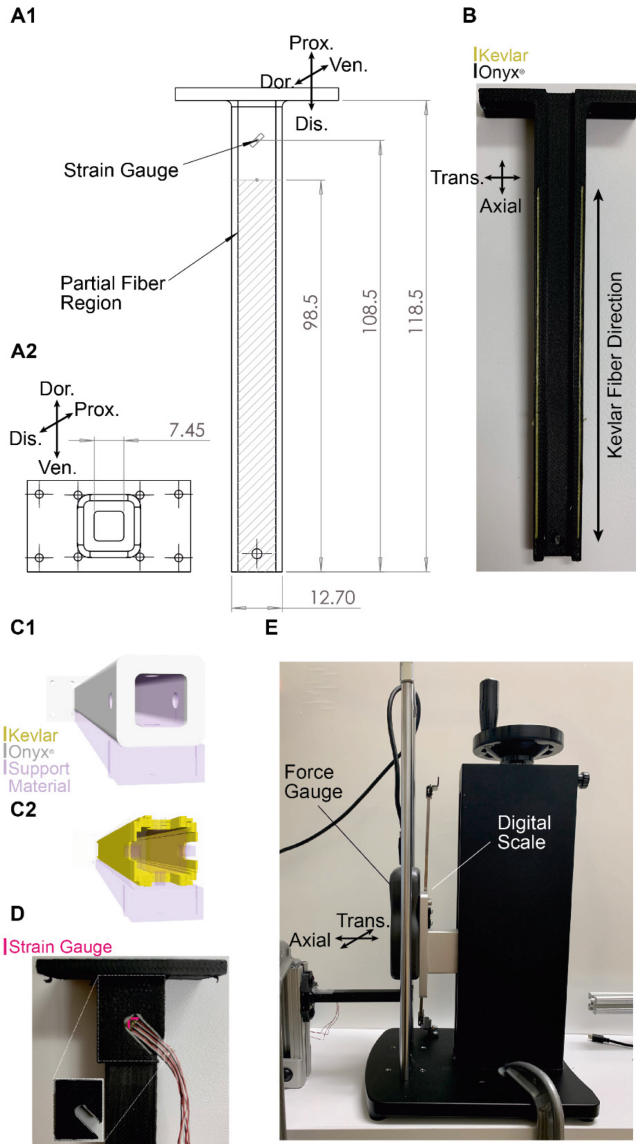 A1
Prox.
Ven.
Dor.
Dis.
Strain Gauge
Partial Fiber
Region
98.5
108.5
118.5
12.70
A2
Dor.
Prox.
Dis.
Ven.
7.45
B
Kevlar
Onyx®
Trans.
Axial
Kevlar Fiber Direction
C1
Kevlar
Onyx®
Support
Material
C2
D
Strain Gauge
E
Force
Gauge
Digital
Scale
Trans.
Axial